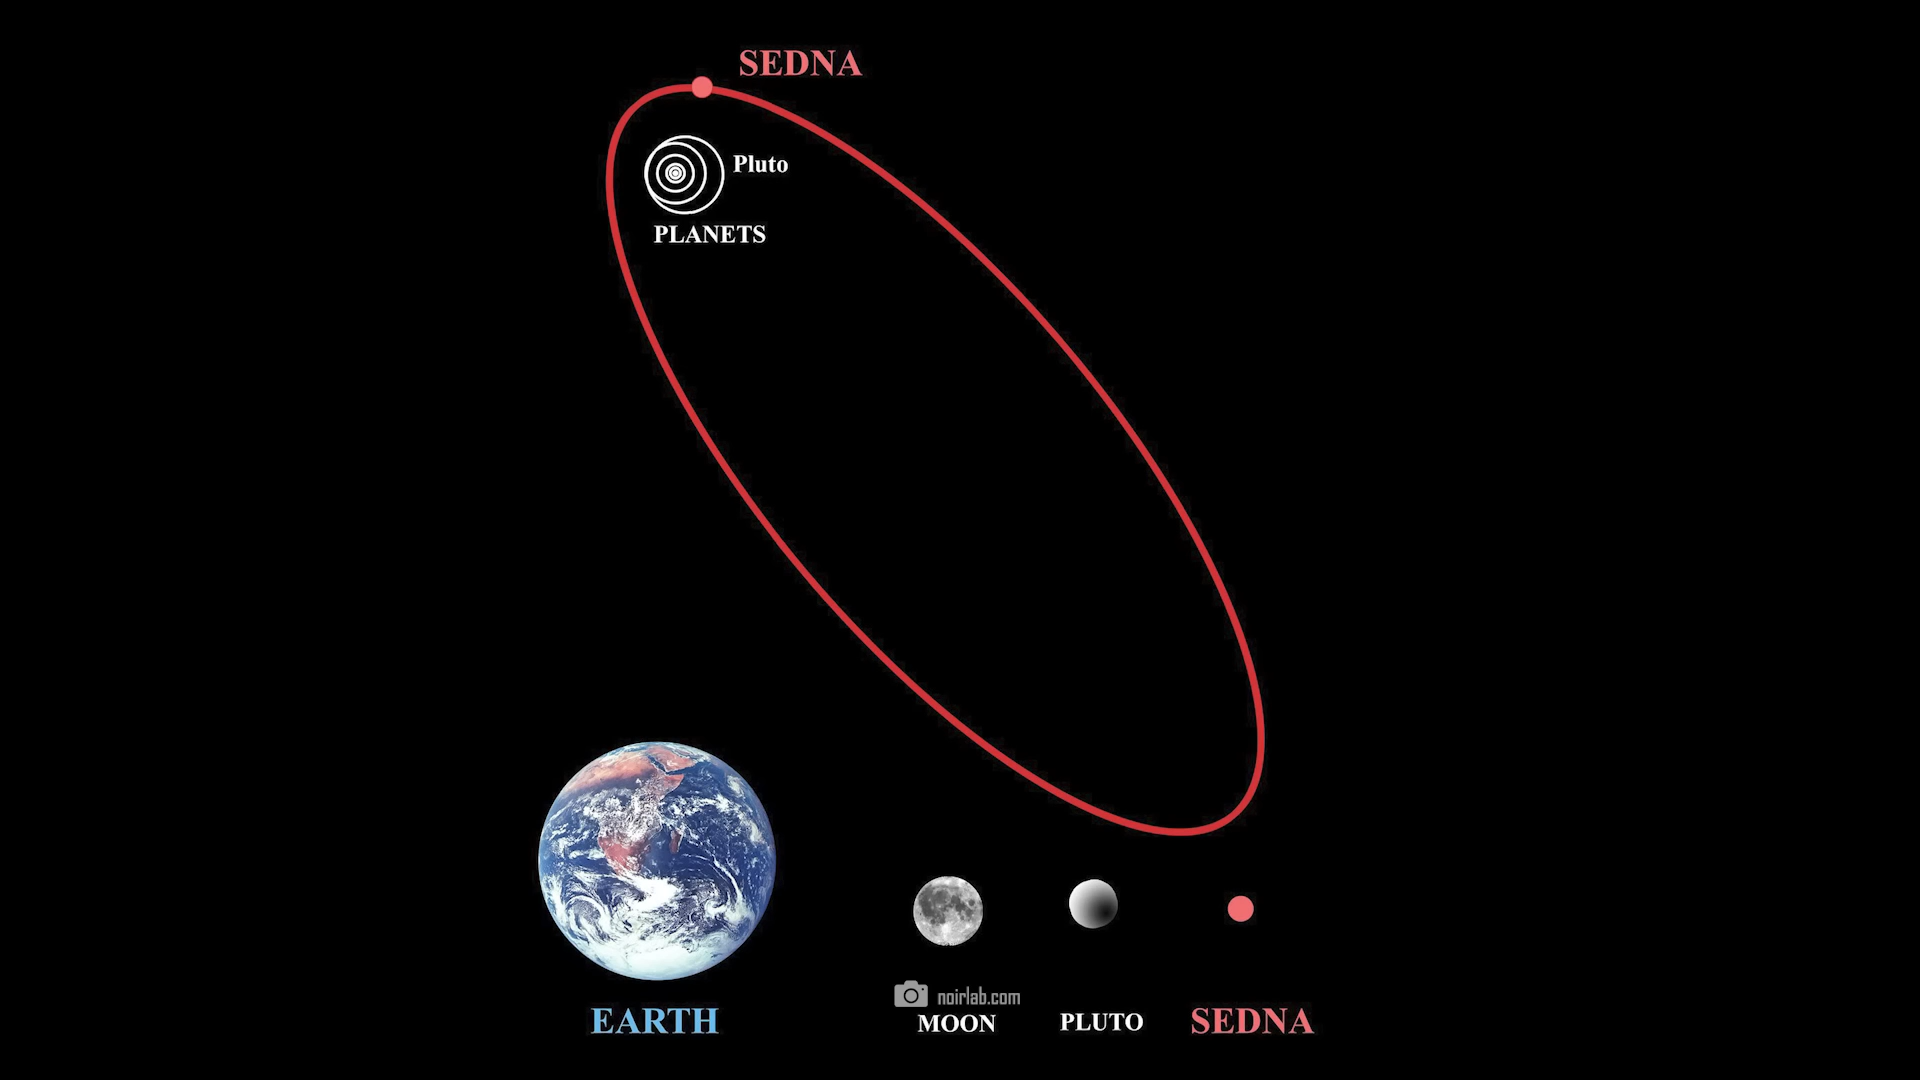 SEDNA
Pluto
PLANETS
noirlab.com
EARTH
MOON
PLUTO
SEDNA